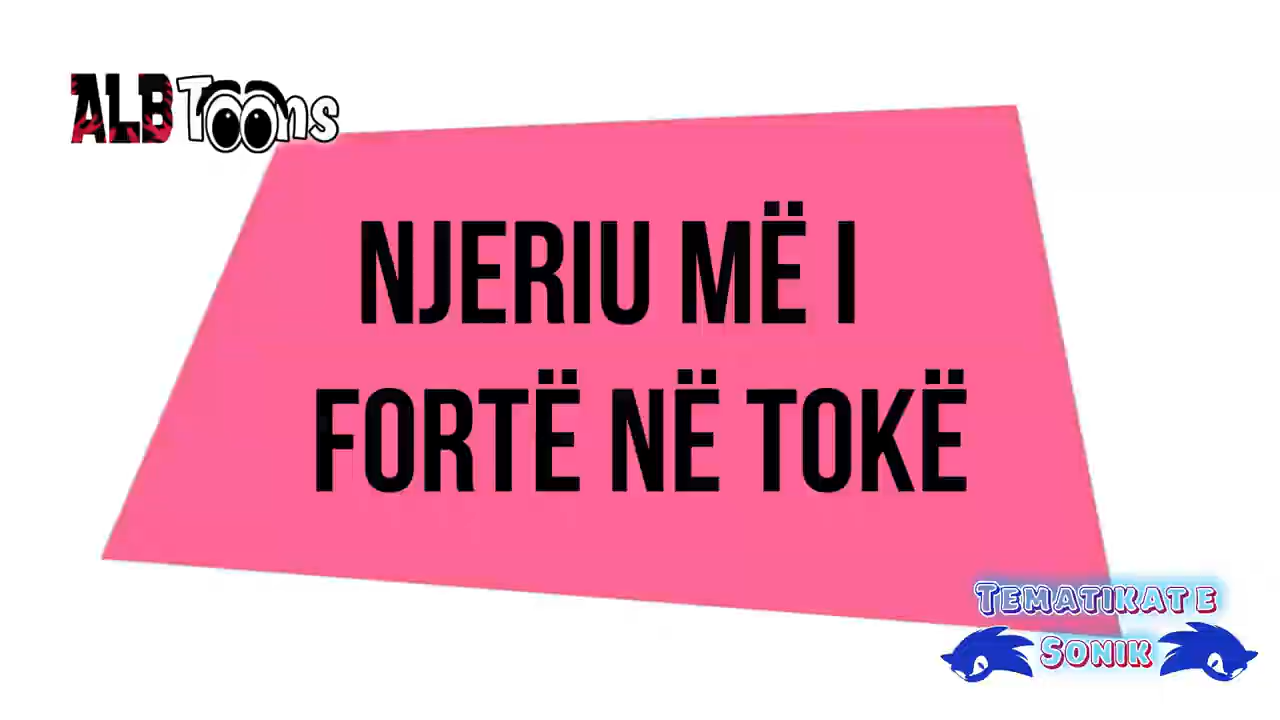 ALBToons
NJERIU MË I
FORTË NË TOKË
TEMATIKAT E
SONIK